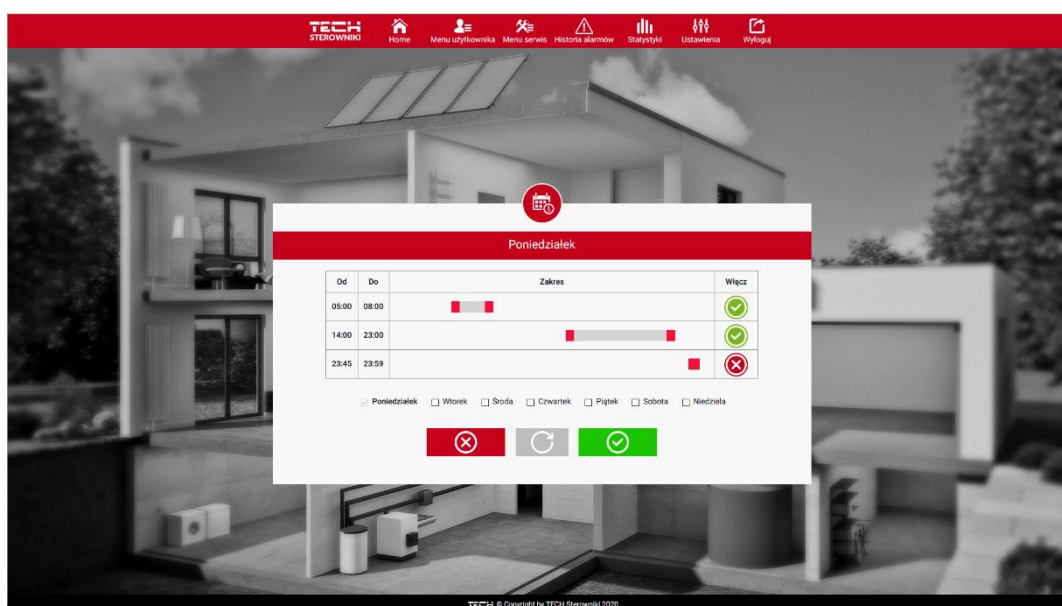 TECH
STEROWNIKI
Home Menu użytkownika Menu serwis Historia alarmów Statystyki Ustawienia Wyloguj
Poniedziałek
Od Do Zakres Włącz
05:00 08:00
14:00 23:00
23:45 23:59
Poniedziałek Wtorek Środa Czwartek Piątek Sobota Niedziela
TECH © Copyright by TECH Sterowniki 2020